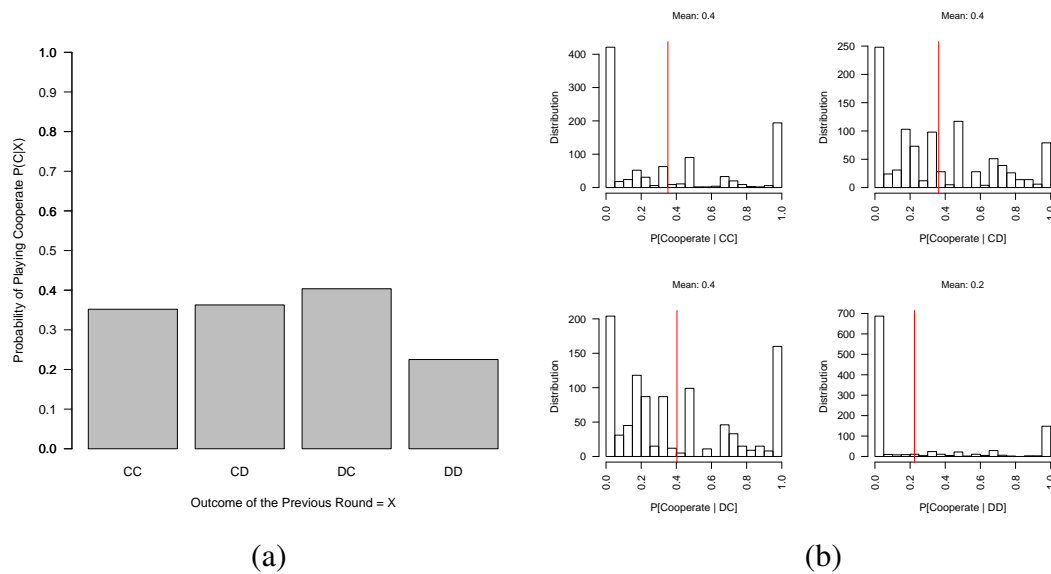 Probability of Playing Cooperate P(C|X)
1.0
0.9
0.8
0.7
0.6
0.5
0.4
0.3
0.2
0.1
0.0
CC CD DC DD
Outcome of the Previous Round = X
(a)
Mean: 0.4
Distribution
400
300
200
100
0
0.0 0.2 0.4 0.6 0.8 1.0
P[Cooperate | CC]
Mean: 0.4
Distribution
250
200
150
100
50
0
0.0 0.2 0.4 0.6 0.8 1.0
P[Cooperate | CD]
Mean: 0.4
Distribution
200
150
100
50
0
0.0 0.2 0.4 0.6 0.8 1.0
P[Cooperate | DC]
Mean: 0.2
Distribution
700
600
500
400
300
200
100
0
0.0 0.2 0.4 0.6 0.8 1.0
P[Cooperate | DD]
(b)